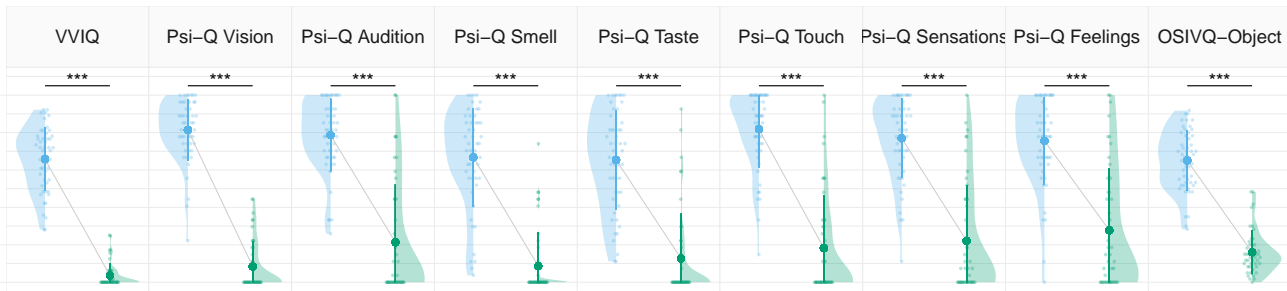 VVIQ Psi−Q Vision Psi−Q Audition Psi−Q Smell Psi−Q Taste Psi−Q Touch Psi−Q Sensations Psi−Q Feelings OSIVQ−Object
*** *** *** *** *** *** *** *** ***